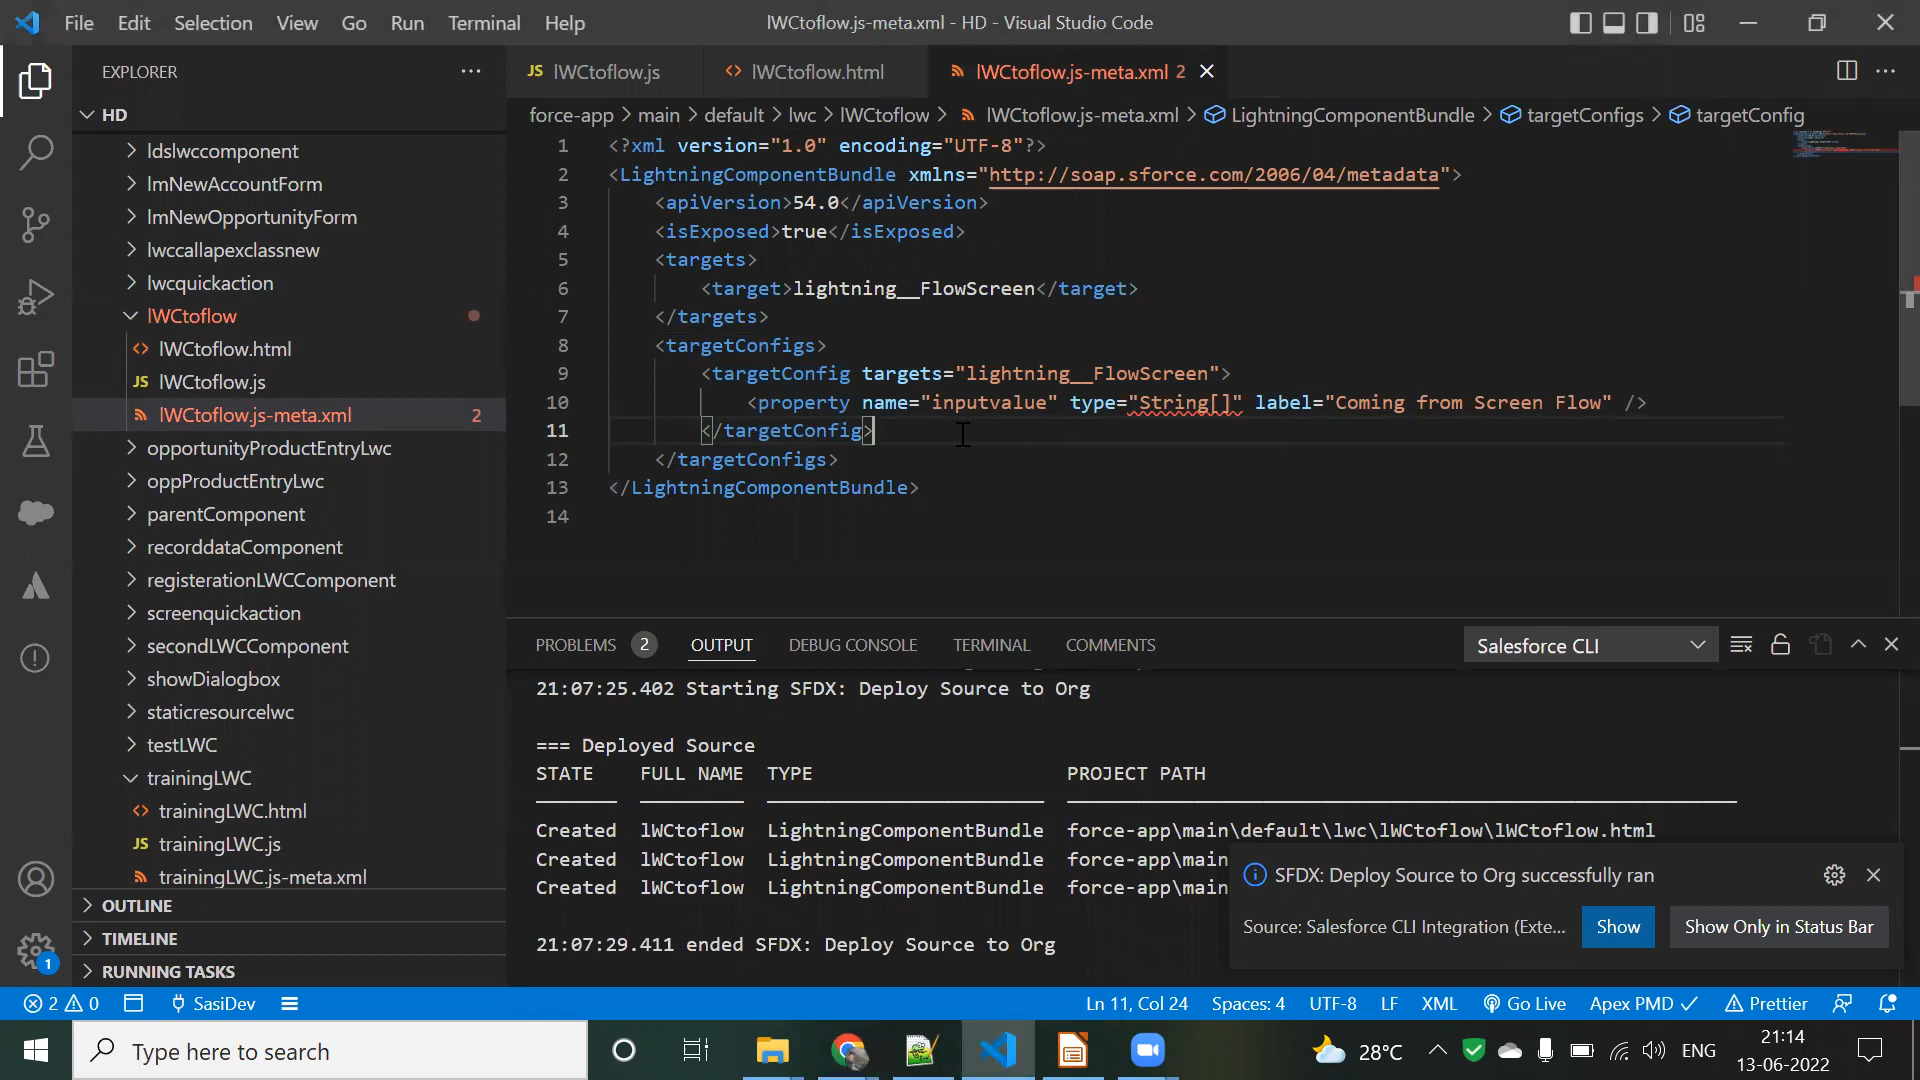 File Edit Selection View Go Run Terminal Help
lWCtoflow.js-meta.xml - HD - Visual Studio Code
EXPLORER
HD
ldslwccomponent
lmNewAccountForm
lmNewOpportunityForm
lwccallapexclassnew
lwcquickaction
lWCtoflow
lWCtoflow.html
JS lWCtoflow.js
lWCtoflow.js-meta.xml 2
opportunityProductEntryLwc
oppProductEntryLwc
parentComponent
recorddataComponent
registerationLWCComponent
screenquickaction
secondLWCComponent
showDialogbox
staticresourcelwc
testLWC
trainingLWC
trainingLWC.html
JS trainingLWC.js
trainingLWC.js-meta.xml
OUTLINE
TIMELINE
RUNNING TASKS
1
JS lWCtoflow.js
lWCtoflow.html
lWCtoflow.js-meta.xml 2
force-app > main > default > lwc > lWCtoflow > lWCtoflow.js-meta.xml > LightningComponentBundle > targetConfigs > targetConfig
1 <?xml version="1.0" encoding="UTF-8"?>
2 <LightningComponentBundle xmlns="http://soap.sforce.com/2006/04/metadata">
3 <apiVersion>54.0</apiVersion>
4 <isExposed>true</isExposed>
5 <targets>
6 <target>lightning__FlowScreen</target>
7 </targets>
8 <targetConfigs>
9 <targetConfig targets="lightning__FlowScreen">
10 <property name="inputvalue" type="String[]" label="Coming from Screen Flow" />
11 </targetConfig>
12 </targetConfigs>
13 </LightningComponentBundle>
14
PROBLEMS 2 OUTPUT DEBUG CONSOLE TERMINAL COMMENTS
Salesforce CLI
21:07:25.402 Starting SFDX: Deploy Source to Org
=== Deployed Source
STATE FULL NAME TYPE PROJECT PATH
Created lWCtoflow LightningComponentBundle force-app\main\default\lwc\lWCtoflow\lWCtoflow.html
Created lWCtoflow LightningComponentBundle force-app\main
Created lWCtoflow LightningComponentBundle force-app\main
21:07:29.411 ended SFDX: Deploy Source to Org
SFDX: Deploy Source to Org successfully ran
Source: Salesforce CLI Integration (Exte...
Show
Show Only in Status Bar
2 0 SasiDev
Ln 11, Col 24 Spaces: 4 UTF-8 LF XML Go Live Apex PMD Prettier
Type here to search
28°C
ENG
21:14
13-06-2022